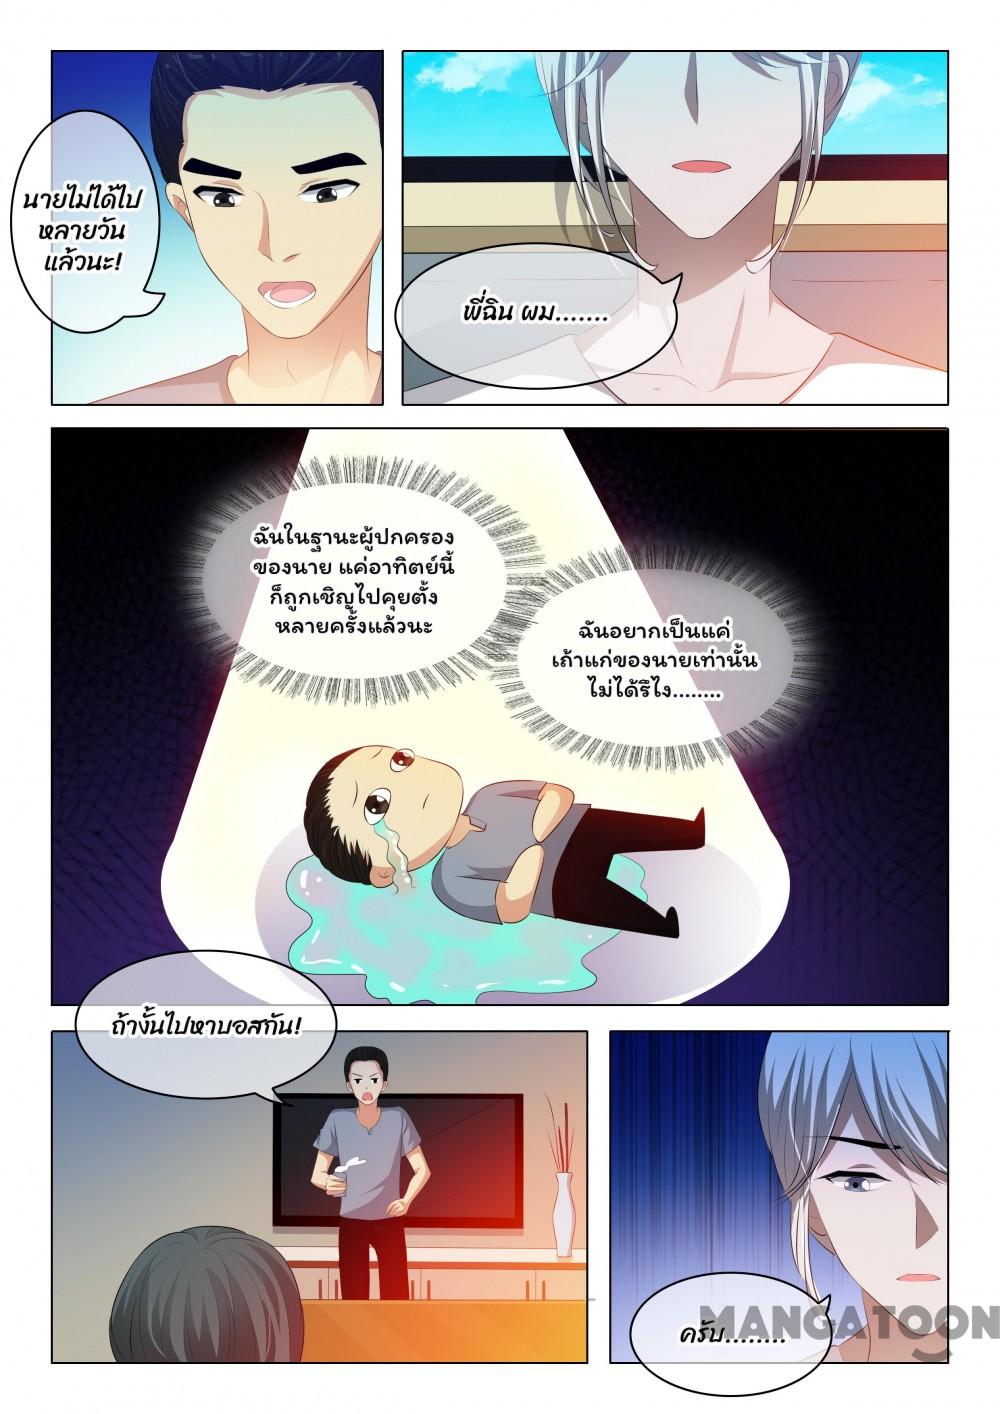 นายไม่ได้ไป
หลายวัน
แล้วนะ!
พี่ฉิน ผม.......
ฉันในฐานะผู้ปกครอง
ของนาย แค่อาทิตย์นี้
ก็ถูกเชิญไปคุยตั้ง
หลายครั้งแล้วนะ
ฉันอยากเป็นแค่
เถ้าแก่ของนายเท่านั้น
ไม่ได้รึไง........
ถ้างั้นไปหาบอสกัน!
ครับ........
MANGATOON